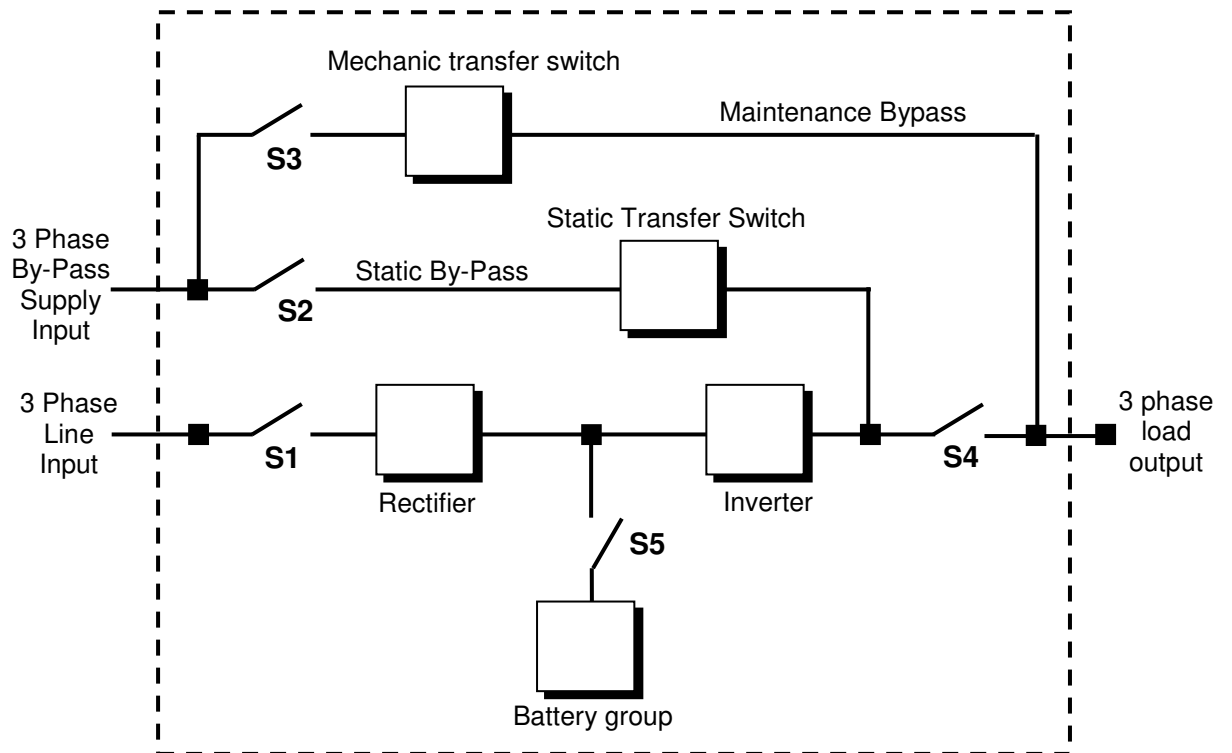 Mechanic transfer switch
Maintenance Bypass
S3
Static Transfer Switch
3 Phase
By-Pass
Supply
Input
Static By-Pass
S2
3 Phase
Line
Input
S1
Rectifier
Inverter
S4
3 phase
load
output
S5
Battery group